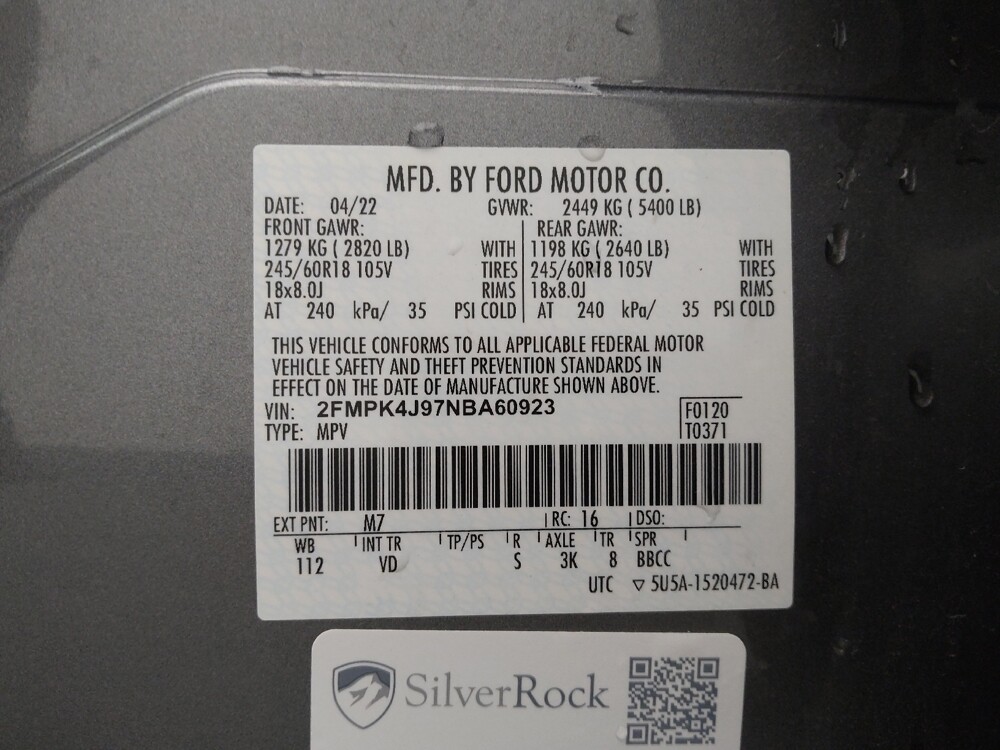 MFD. BY FORD MOTOR CO.
DATE: 04/22 GVWR: 2449 KG ( 5400 LB)
FRONT GAWR: REAR GAWR:
1279 KG ( 2820 LB) WITH 1198 KG ( 2640 LB) WITH
245/60R18 105V TIRES 245/60R18 105V TIRES
18x8.0J RIMS 18x8.0J RIMS
AT 240 kPa/ 35 PSI COLD AT 240 kPa/ 35 PSI COLD
THIS VEHICLE CONFORMS TO ALL APPLICABLE FEDERAL MOTOR
VEHICLE SAFETY AND THEFT PREVENTION STANDARDS IN
EFFECT ON THE DATE OF MANUFACTURE SHOWN ABOVE.
VIN: 2FMPK4J97NBA60923 F0120
TYPE: MPV T0371
EXT PNT: M7 RC: 16 DSO:
WB INT TR TP/PS R AXLE TR SPR
112 VD S 3K 8 BBCC
UTC ▽ 5U5A-1520472-BA
SilverRock